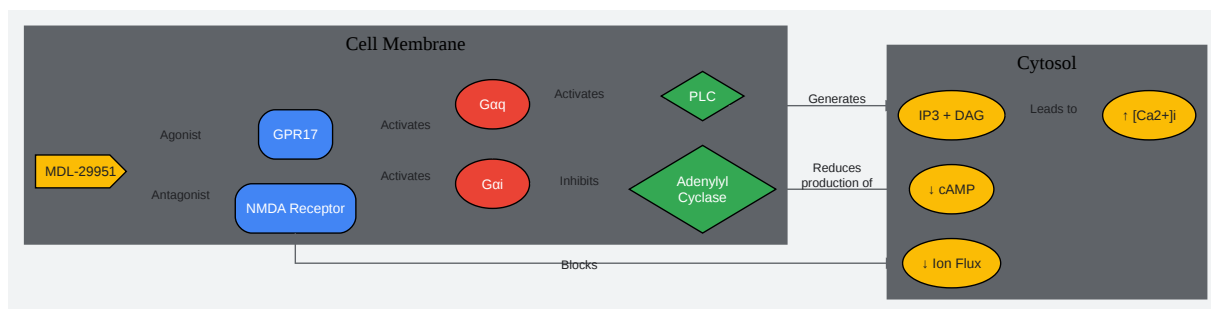 Cell Membrane
Cytosol
MDL-29951
Agonist
Antagonist
GPR17
NMDA Receptor
Activates
Activates
Gαq
Gαi
Activates
Inhibits
PLC
Adenylyl
Cyclase
Generates
Reduces
production of
Blocks
IP3 + DAG
Leads to
↑ [Ca2+]i
↓ cAMP
↓ Ion Flux